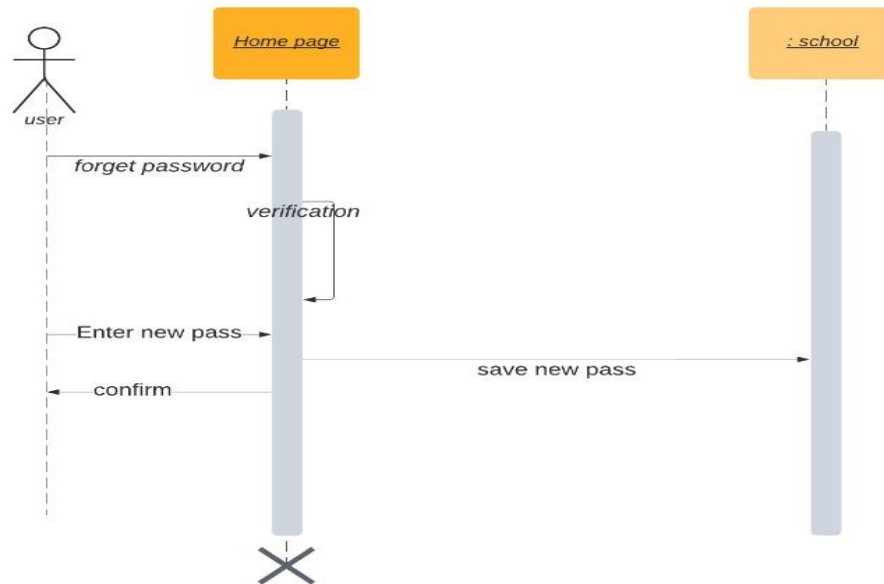 Home page
: school
user
forget password
verification
Enter new pass
save new pass
confirm